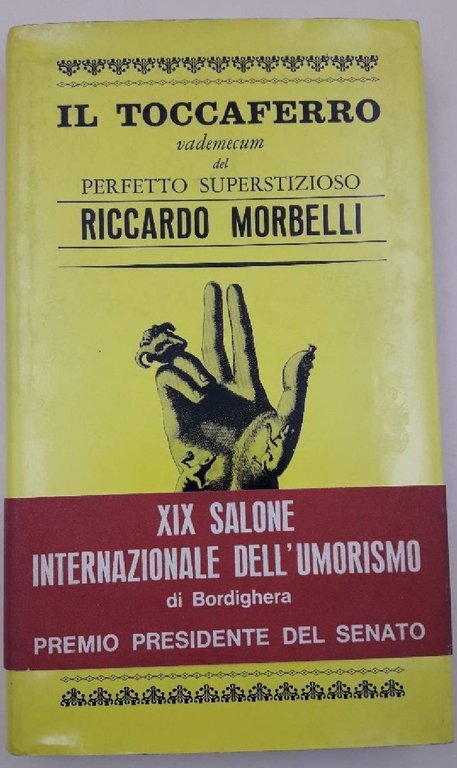 IL TOCCAFERRO
vademecum
del
PERFETTO SUPERSTIZIOSO
RICCARDO MORBELLI
XIX SALONE
INTERNAZIONALE DELL'UMORISMO
di Bordighera
PREMIO PRESIDENTE DEL SENATO